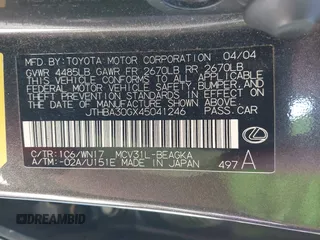 MFD. BY: TOYOTA MOTOR CORPORATION 04/04
GVWR 4485LB GAWR FR 2670LB RR 2670LB
THIS VEHICLE CONFORMS TO ALL APPLICABLE
FEDERAL MOTOR VEHICLE SAFETY, BUMPER, AND
THEFT PREVENTION STANDARDS IN EFFECT ON
THE DATE OF MANUFACTURE SHOWN ABOVE.
JTHBA30GX45041246 PASS.CAR
C/TR: 1C6/WN17 MCV31L-BEAGKA
A/TM: -02A/U151E MADE IN JAPAN 497 A
DREAMBID